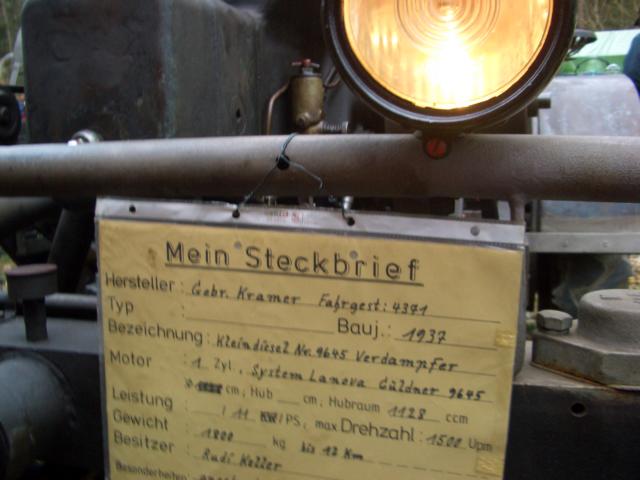 Mein Steckbrief
Hersteller : Gebr. Kramer Fahrgest: 4371
Typ : Bauj.: 1937
Bezeichnung : Kleindiesel Nr. 9645 Verdampfer
Motor : 1 Zyl., System Lanova Güldner 9645
cm, Hub cm, Hubraum 1128 ccm
Leistung : / 11 KW/PS, max Drehzahl: 1500 Upm
Gewicht : 1800 kg bis 12 Km
Besitzer : Rudi Keller
Besonderheiten